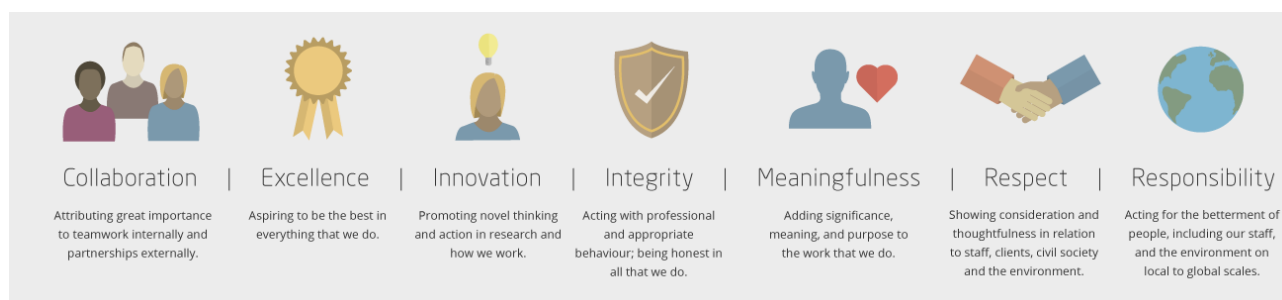 Collaboration | Excellence | Innovation | Integrity | Meaningfulness | Respect | Responsibility
Attributing great importance
to teamwork internally and
partnerships externally.
Aspiring to be the best in
everything that we do.
Promoting novel thinking
and action in research and
how we work.
Acting with professional
and appropriate
behaviour; being honest in
all that we do.
Adding significance,
meaning, and purpose to
the work that we do.
Showing consideration and
thoughtfulness in relation
to staff, clients, civil society
and the environment.
Acting for the betterment of
people, including our staff,
and the environment on
local to global scales.